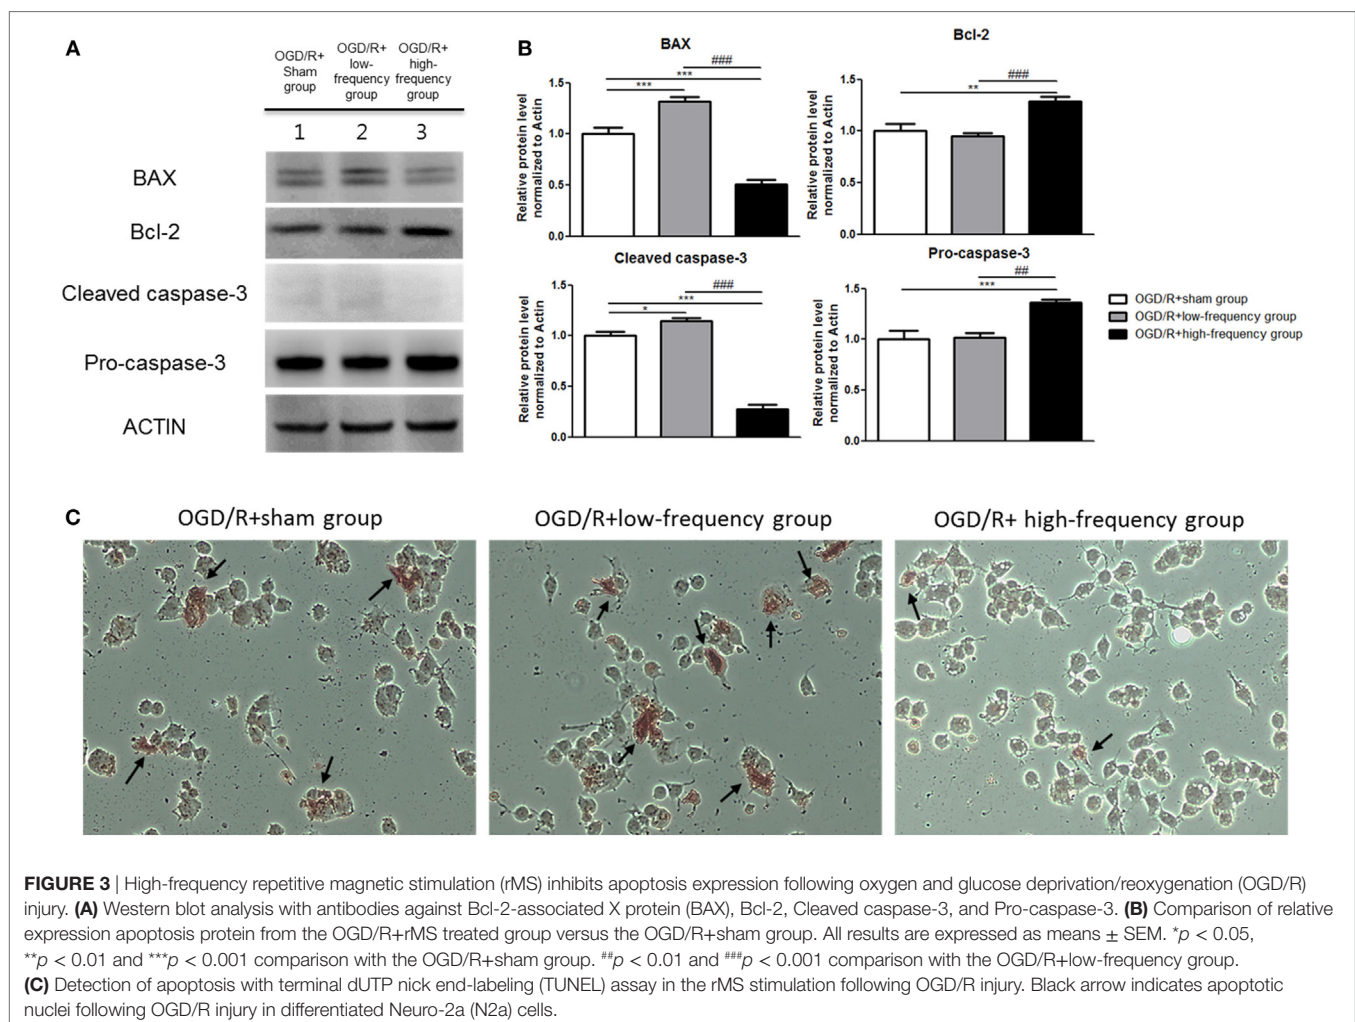 A
OGD/R+
Sham
group
OGD/R+
low-
frequency
group
OGD/R+
high-
frequency
group
1 2 3
BAX
Bcl-2
Cleaved caspase-3
Pro-caspase-3
ACTIN
B
BAX
###
***
***
Relative protein level
normalized to Actin
1.5
1.0
0.5
0.0
Bcl-2
###
**
Relative protein level
normalized to Actin
1.5
1.0
0.5
0.0
Cleaved caspase-3
###
***
*
Relative protein level
normalized to Actin
1.5
1.0
0.5
0.0
Pro-caspase-3
##
***
Relative protein level
normalized to Actin
1.5
1.0
0.5
0.0
OGD/R+sham group
OGD/R+low-frequency group
OGD/R+high-frequency group
C
OGD/R+sham group
OGD/R+low-frequency group
OGD/R+ high-frequency group
FIGURE 3 | High-frequency repetitive magnetic stimulation (rMS) inhibits apoptosis expression following oxygen and glucose deprivation/reoxygenation (OGD/R)
injury. (A) Western blot analysis with antibodies against Bcl-2-associated X protein (BAX), Bcl-2, Cleaved caspase-3, and Pro-caspase-3. (B) Comparison of relative
expression apoptosis protein from the OGD/R+rMS treated group versus the OGD/R+sham group. All results are expressed as means ± SEM. *p < 0.05,
**p < 0.01 and ***p < 0.001 comparison with the OGD/R+sham group. ##p < 0.01 and ###p < 0.001 comparison with the OGD/R+low-frequency group.
(C) Detection of apoptosis with terminal dUTP nick end-labeling (TUNEL) assay in the rMS stimulation following OGD/R injury. Black arrow indicates apoptotic
nuclei following OGD/R injury in differentiated Neuro-2a (N2a) cells.